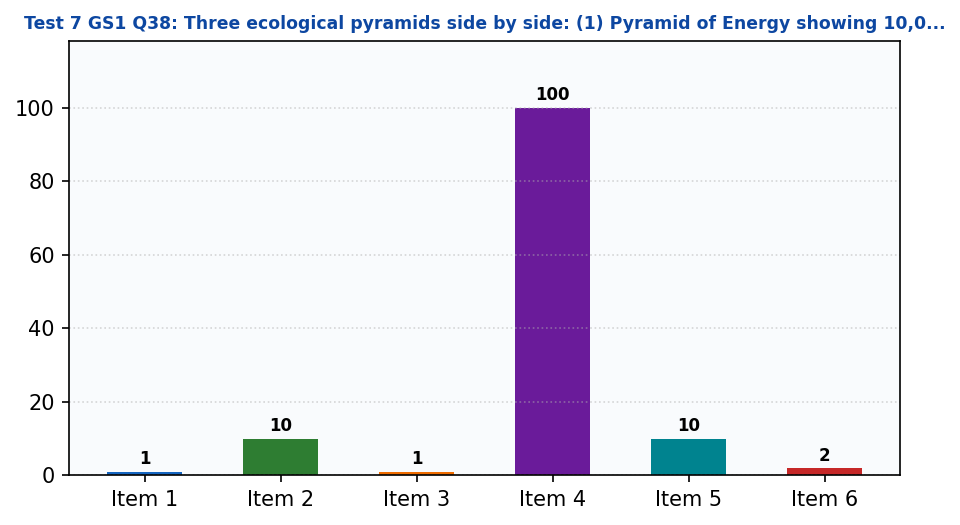 Test 7 GS1 Q38: Three ecological pyramids side by side: (1) Pyramid of Energy showing 10,0...
100
80
60
40
20
0
1
10
1
100
10
2
Item 1
Item 2
Item 3
Item 4
Item 5
Item 6